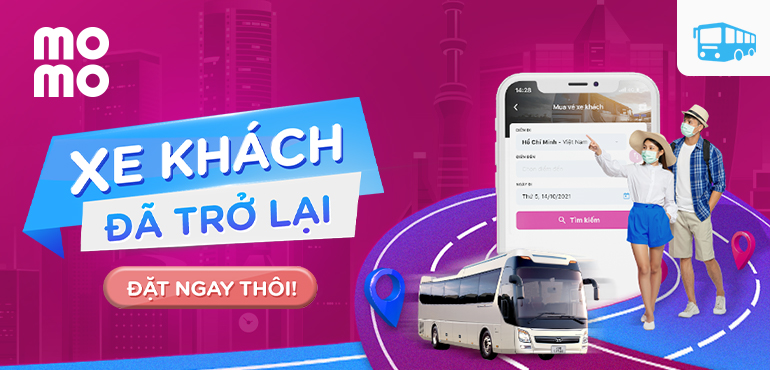 mo
mo
XE KHÁCH
ĐÃ TRỞ LẠI
ĐẶT NGAY THÔI!
14:28
Mua vé xe khách
ĐIỂM ĐI
Hồ Chí Minh - Việt Nam
ĐIỂM ĐẾN
NGÀY ĐI
Thứ 5, 14/10/2021
Tìm kiếm